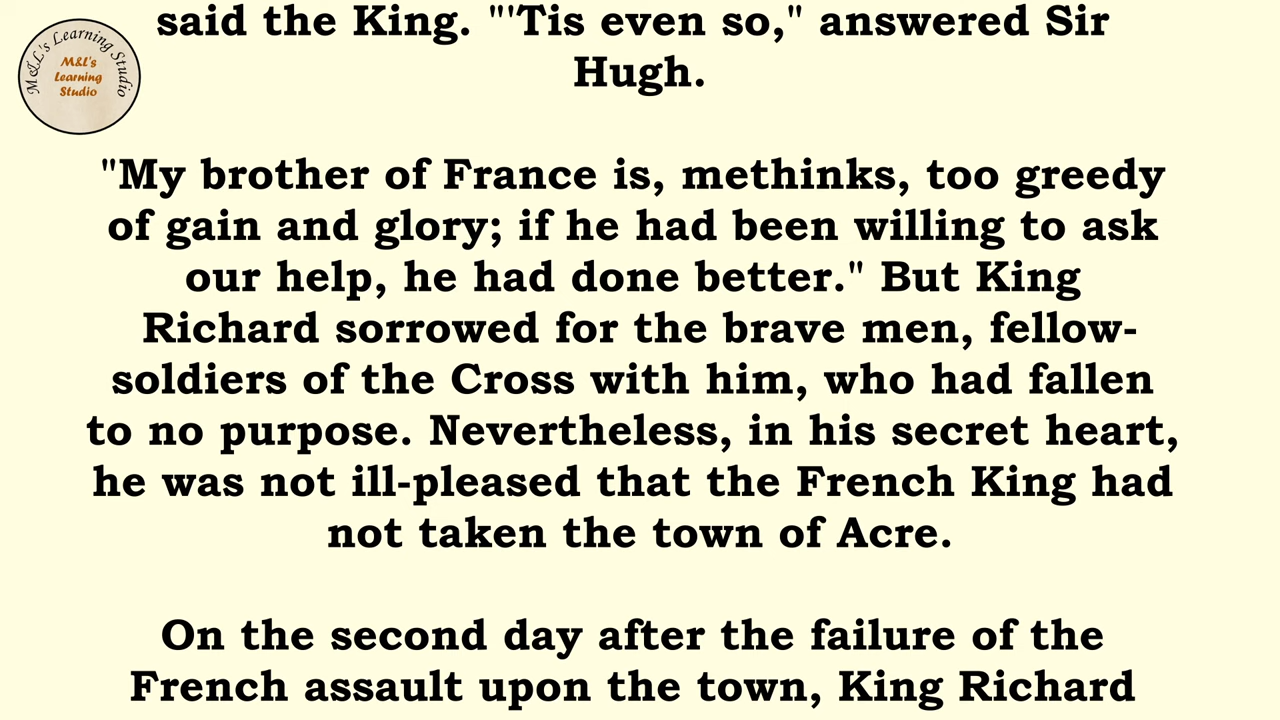 said the King. "'Tis even so," answered Sir
Hugh.
M&L's Learning Studio
M&L's
Learning
Studio
"My brother of France is, methinks, too greedy
of gain and glory; if he had been willing to ask
our help, he had done better." But King
Richard sorrowed for the brave men, fellow-
soldiers of the Cross with him, who had fallen
to no purpose. Nevertheless, in his secret heart,
he was not ill-pleased that the French King had
not taken the town of Acre.
On the second day after the failure of the
French assault upon the town, King Richard